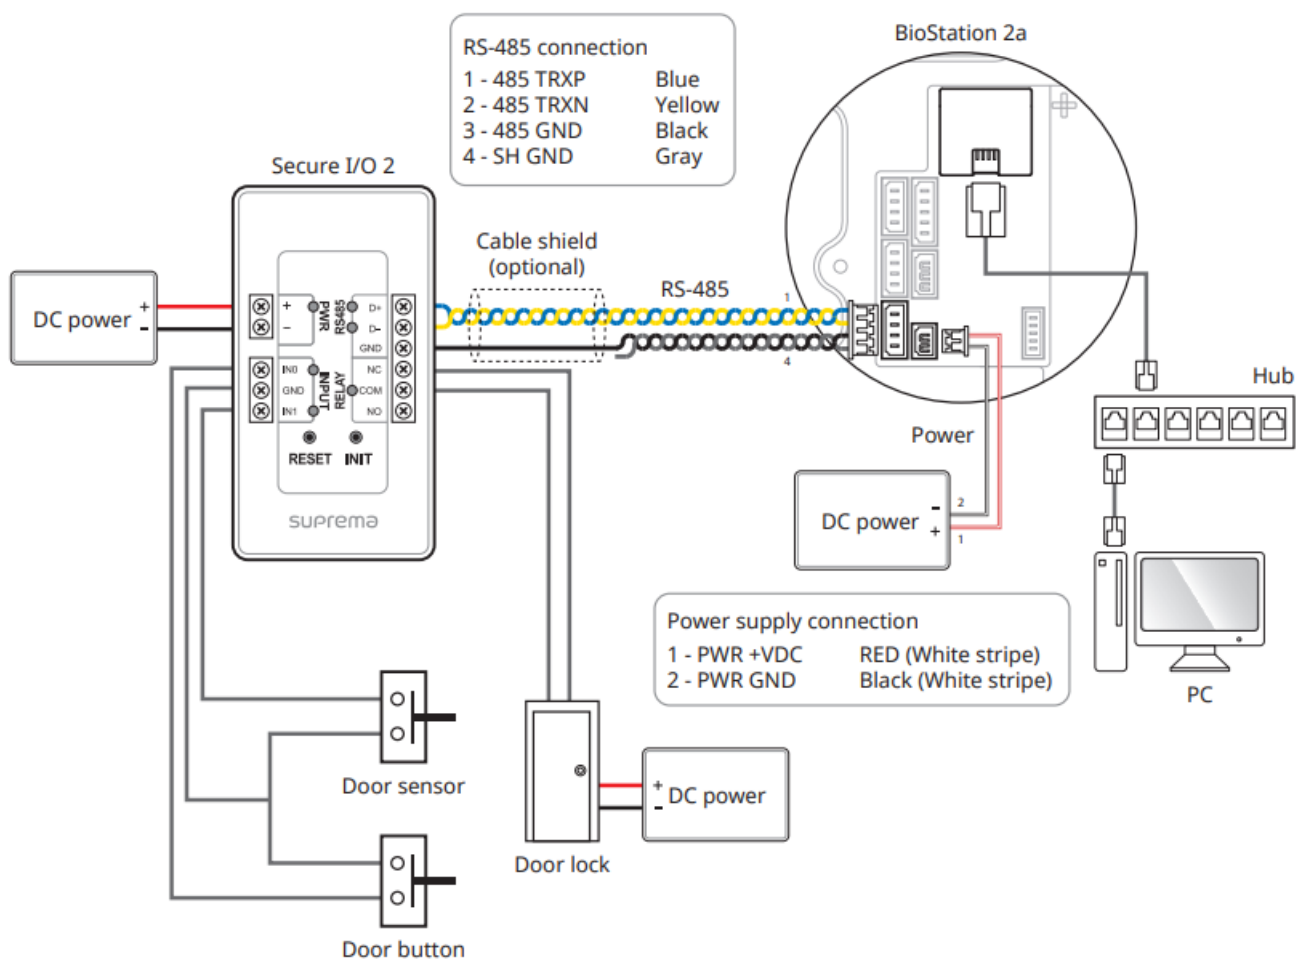 BioStation 2a
RS-485 connection
1 - 485 TRXP Blue
2 - 485 TRXN Yellow
3 - 485 GND Black
4 - SH GND Gray
Secure I/O 2
Cable shield
(optional)
RS-485
1
4
DC power
+
-
+
-
PWR
RS485
D+
D-
GND
IN0
GND
IN1
INPUT
RELAY
NC
COM
NO
RESET INIT
suprema
Hub
Power
DC power
-
+
2
1
Power supply connection
1 - PWR +VDC RED (White stripe)
2 - PWR GND Black (White stripe)
PC
Door sensor
+
-
DC power
Door lock
Door button